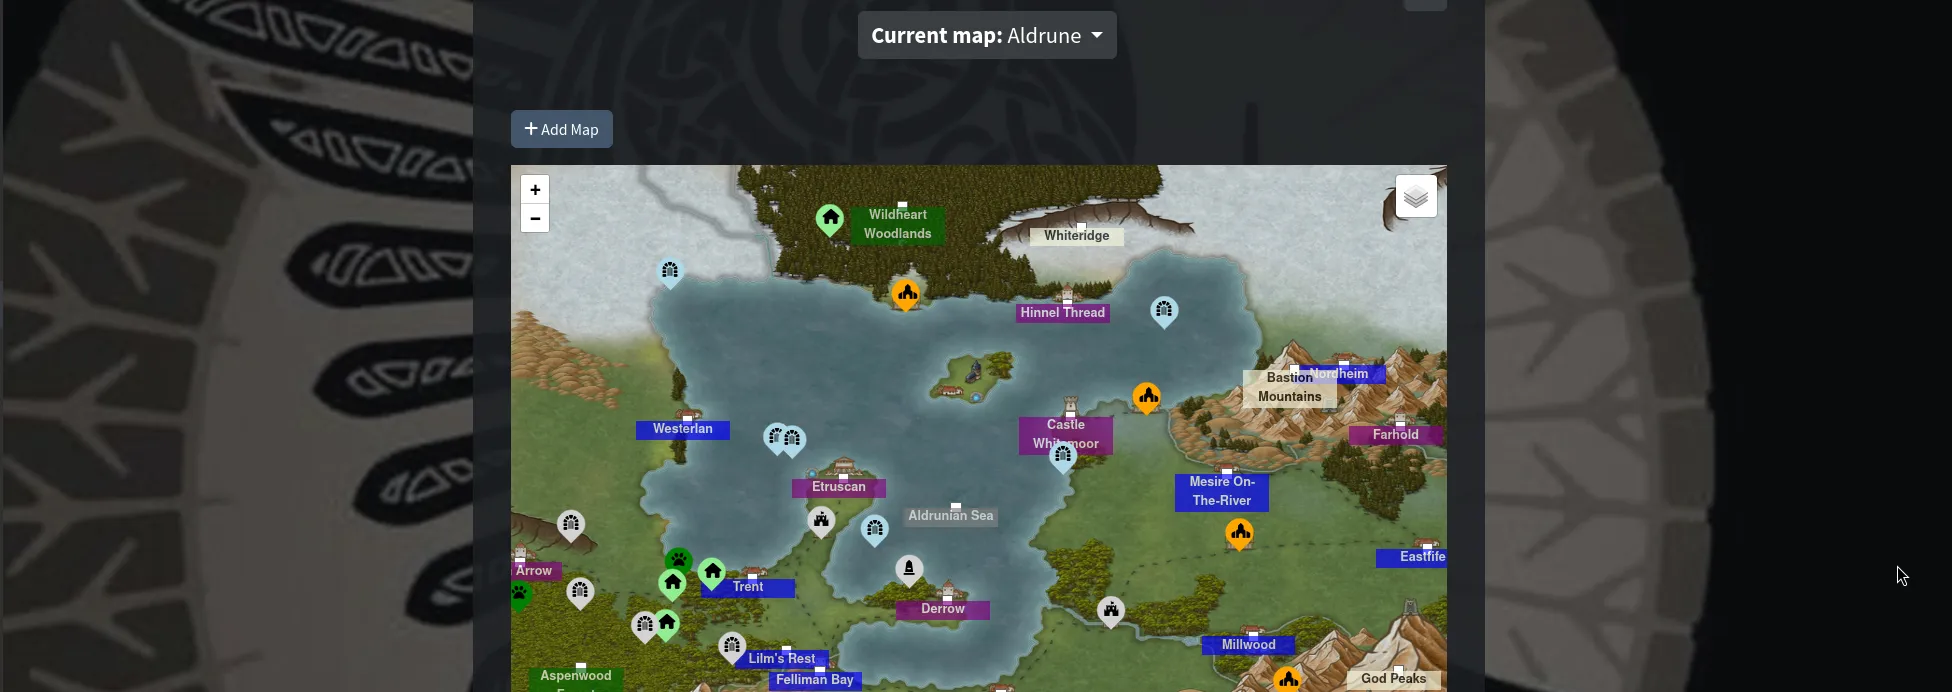 Current map: Aldrune
+ Add Map
+
−
Wildheart
Woodlands
Whiteridge
Hinnel Thread
Bastion
Mountains
Nordheim
Westerlan
Castle
Farhold
Etruscan
Mesire On-
The-River
Aldrunian Sea
Eastfife
Arrow
Trent
Derrow
Millwood
Lilm's Rest
Aspenwood
Felliman Bay
God Peaks